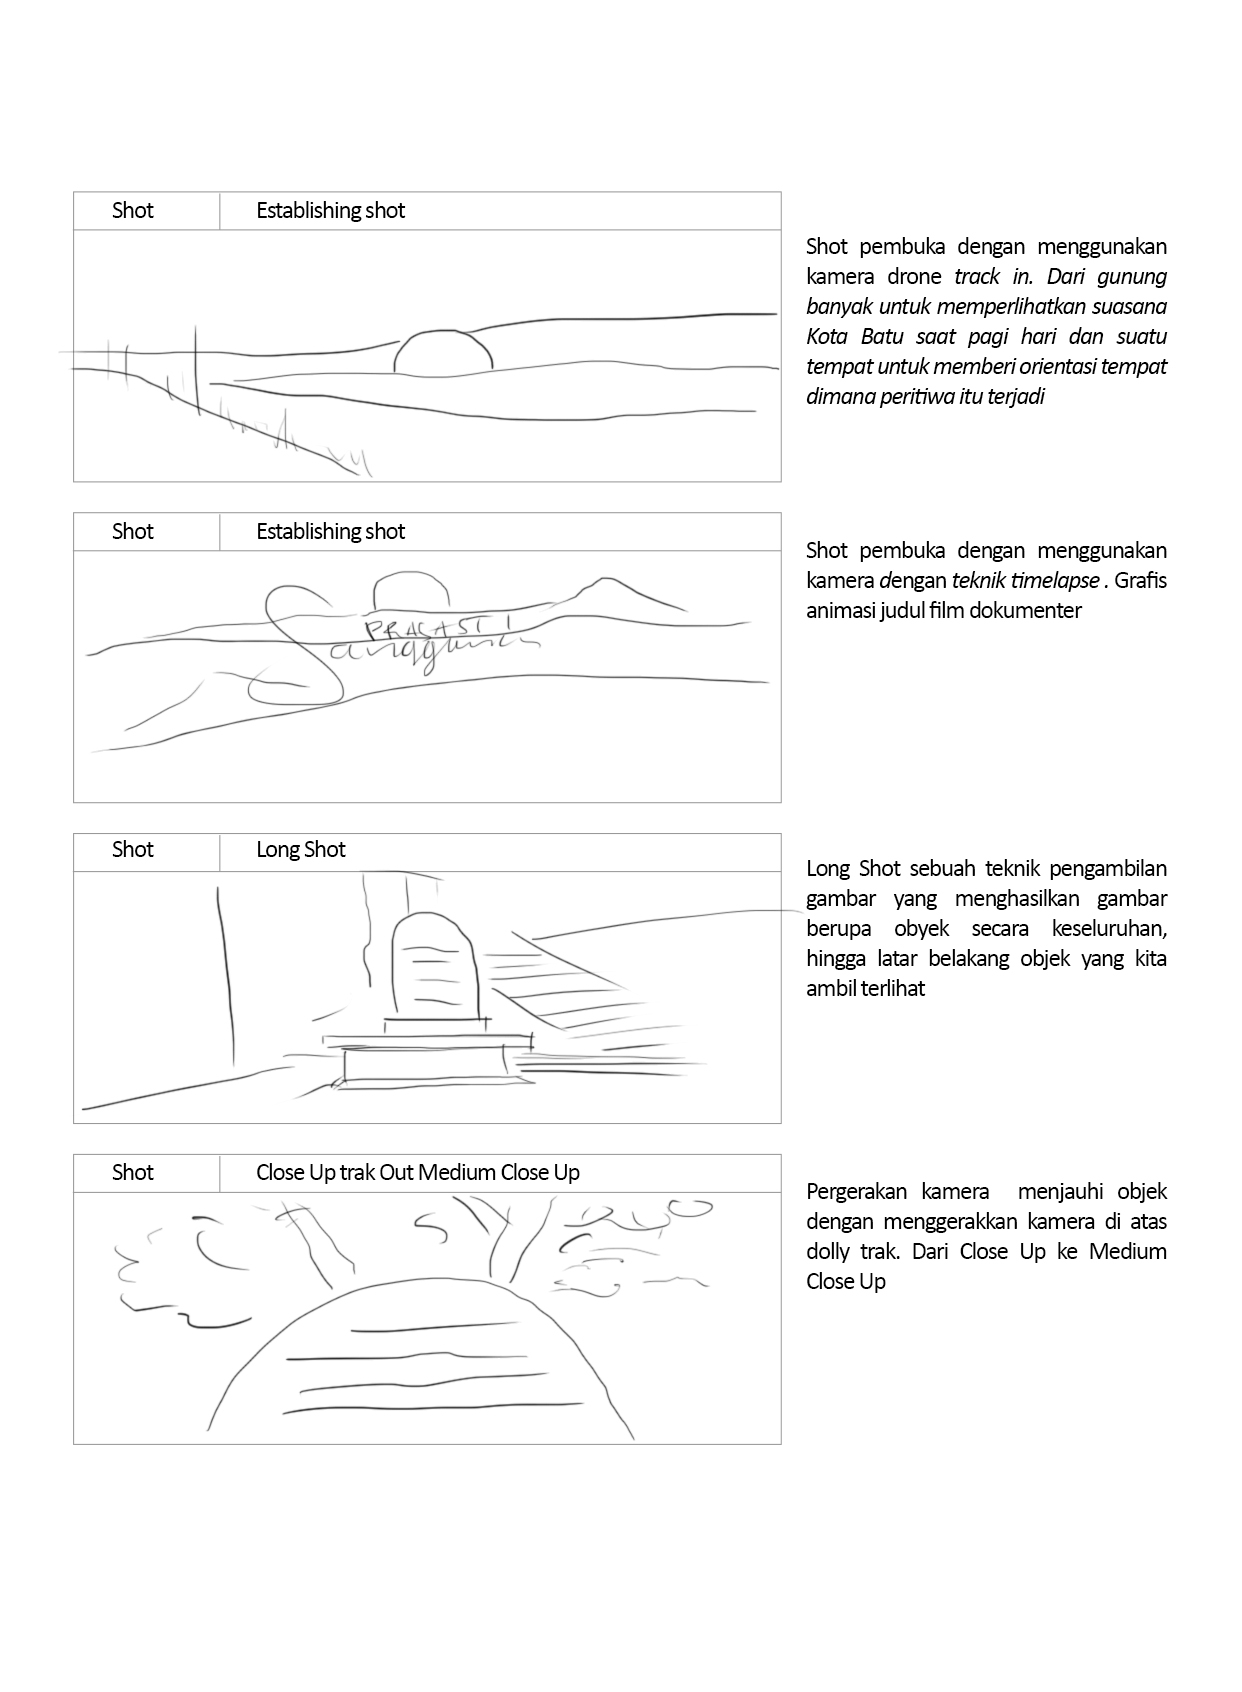 Shot Establishing shot
Shot pembuka dengan menggunakan
kamera drone track in. Dari gunung
banyak untuk memperlihatkan suasana
Kota Batu saat pagi hari dan suatu
tempat untuk memberi orientasi tempat
dimana peritiwa itu terjadi
Shot Establishing shot
PRASASTI
Shot pembuka dengan menggunakan
kamera dengan teknik timelapse . Grafis
animasi judul film dokumenter
Shot Long Shot
Long Shot sebuah teknik pengambilan
gambar yang menghasilkan gambar
berupa obyek secara keseluruhan,
hingga latar belakang objek yang kita
ambil terlihat
Shot Close Up trak Out Medium Close Up
Pergerakan kamera menjauhi objek
dengan menggerakkan kamera di atas
dolly trak. Dari Close Up ke Medium
Close Up